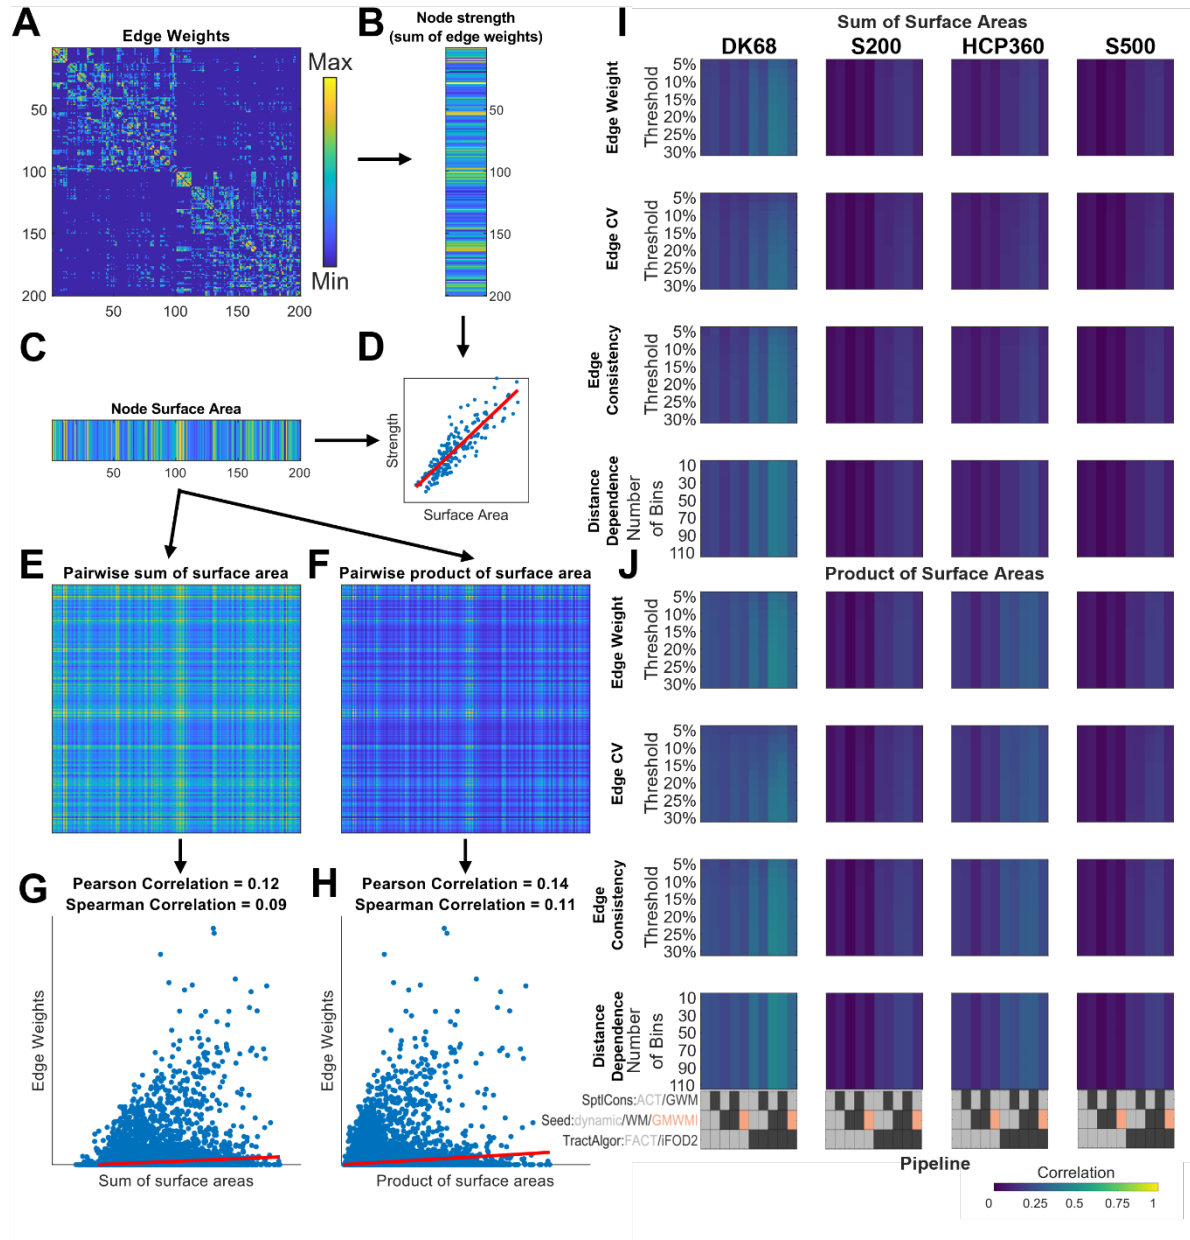 A
Edge Weights
Max
Min
50
100
150
200
50
100
150
200
B
Node strength
(sum of edge weights)
50
100
150
200
C
Node Surface Area
50
100
150
200
D
Strength
Surface Area
E
Pairwise sum of surface area
F
Pairwise product of surface area
G
Pearson Correlation = 0.12
Spearman Correlation = 0.09
Edge Weights
Sum of surface areas
H
Pearson Correlation = 0.14
Spearman Correlation = 0.11
Edge Weights
Product of surface areas
I
Sum of Surface Areas
DK68 S200 HCP360 S500
Edge Weight
Threshold
5%
10%
15%
20%
25%
30%
Edge CV
Threshold
5%
10%
15%
20%
25%
30%
Edge
Consistency
Threshold
5%
10%
15%
20%
25%
30%
Distance
Dependence
Number
of Bins
10
30
50
70
90
110
J
Product of Surface Areas
Edge Weight
Threshold
5%
10%
15%
20%
25%
30%
Edge CV
Threshold
5%
10%
15%
20%
25%
30%
Edge
Consistency
Threshold
5%
10%
15%
20%
25%
30%
Distance
Dependence
Number
of Bins
10
30
50
70
90
110
SptlCons:ACT/GWM
Seed:dynamic/WM/GMWMI
TractAlgor:FACT/iFOD2
Pipeline
Correlation
0 0.25 0.5 0.75 1